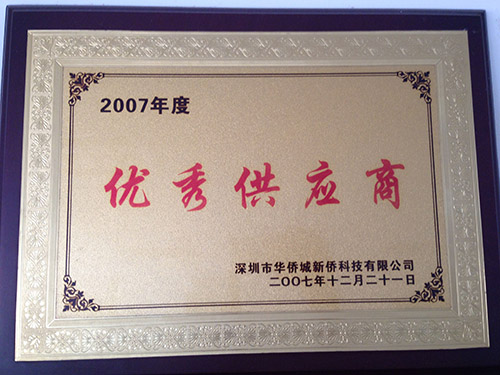 2007年度
优秀供应商
深圳市华侨城新侨科技有限公司
二〇〇七年十二月二十一日